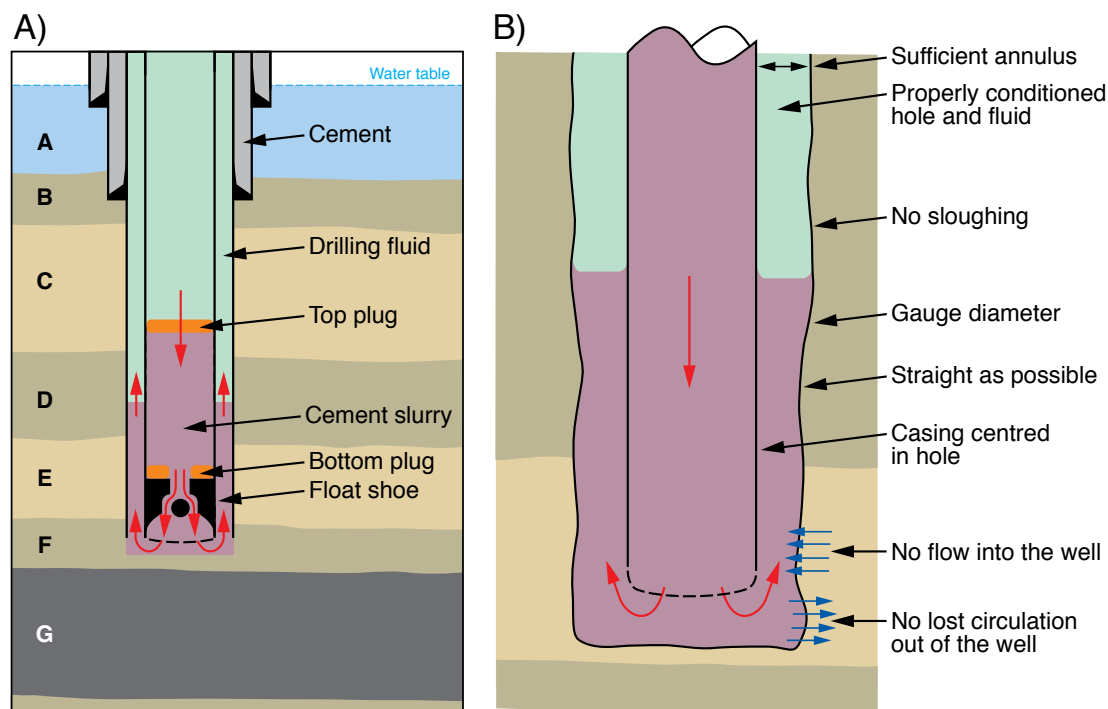 A)
Water table
A
Cement
B
Drilling fluid
C
Top plug
D
Cement slurry
Bottom plug
E
Float shoe
F
G
B)
Sufficient annulus
Properly conditioned
hole and fluid
No sloughing
Gauge diameter
Straight as possible
Casing centred
in hole
No flow into the well
No lost circulation
out of the well